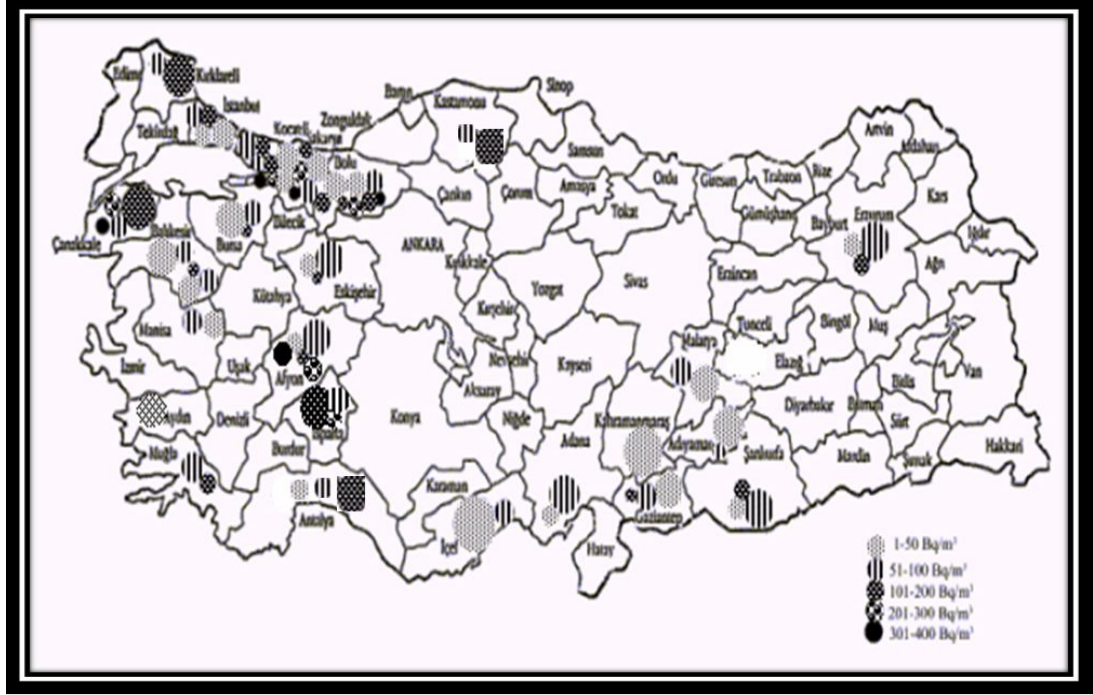 Edirne
Kırklareli
İstanbul
Tekirdağ
Kocaeli
Sakarya
Zonguldak
Bartın
Kastamonu
Sinop
Bolu
Çankırı
Çorum
Samsun
Amasya
Tokat
Ordu
Giresun
Trabzon
Rize
Artvin
Ardahan
Gümüşhane
Bayburt
Erzurum
Kars
Iğdır
Ağrı
Çanakkale
Balıkesir
Bursa
Bilecik
ANKARA
Kırıkkale
Eskişehir
Kütahya
Yozgat
Sivas
Erzincan
Kırşehir
Tunceli
Bingöl
Muş
Van
Manisa
İzmir
Uşak
Afyon
Nevşehir
Kayseri
Malatya
Elazığ
Bitlis
Aksaray
Aydın
Denizli
Isparta
Konya
Niğde
Kahramanmaraş
Adıyaman
Diyarbakır
Batman
Siirt
Hakkari
Adana
Muğla
Burdur
Şanlıurfa
Mardin
Şırnak
Karaman
Antalya
İçel
Gaziantep
Hatay
1-50 Bq/m³
51-100 Bq/m³
101-200 Bq/m³
201-300 Bq/m³
301-400 Bq/m³